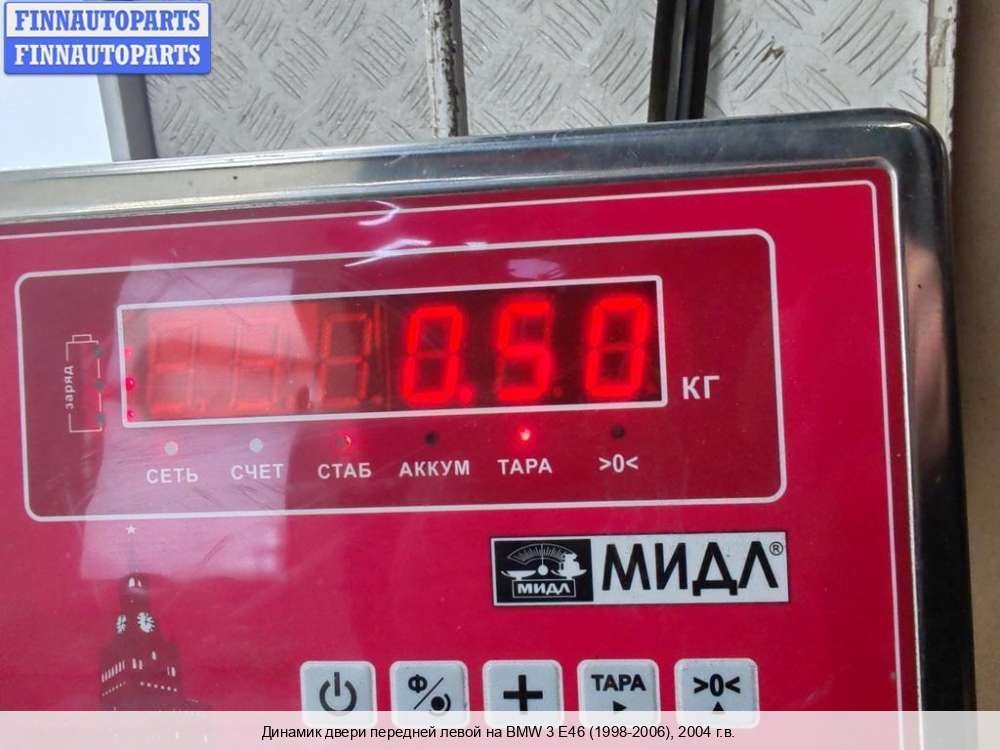 FINNAUTOPARTS
FINNAUTOPARTS
заряд
0.50 КГ
СЕТЬ СЧЕТ СТАБ АККУМ ТАРА >0<
МИДЛ
МИДЛ®
Ф ТАРА >0<
Динамик двери передней левой на BMW 3 E46 (1998-2006), 2004 г.в.